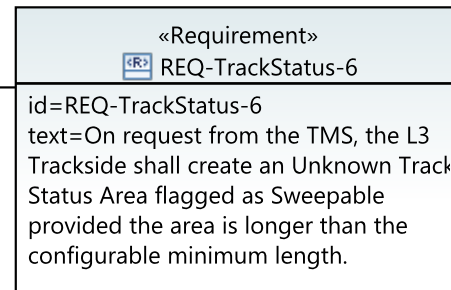 «Requirement»
<R> REQ-TrackStatus-6
id=REQ-TrackStatus-6
text=On request from the TMS, the L3
Trackside shall create an Unknown Track
Status Area flagged as Sweepable
provided the area is longer than the
configurable minimum length.